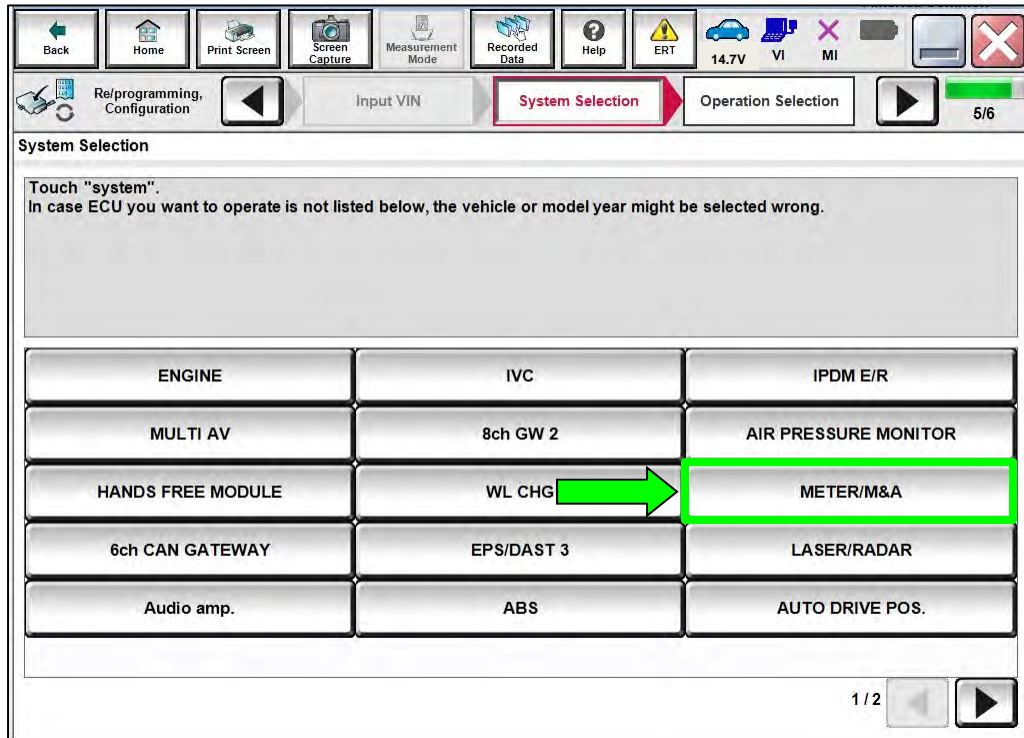 Back
Home
Print Screen
Screen
Capture
Measurement
Mode
Recorded
Data
Help
ERT
14.7V
VI
MI
Re/programming,
Configuration
Input VIN
System Selection
Operation Selection
5/6
System Selection
Touch "system".
In case ECU you want to operate is not listed below, the vehicle or model year might be selected wrong.
ENGINE
IVC
IPDM E/R
MULTI AV
8ch GW 2
AIR PRESSURE MONITOR
HANDS FREE MODULE
WL CHG
METER/M&A
6ch CAN GATEWAY
EPS/DAST 3
LASER/RADAR
Audio amp.
ABS
AUTO DRIVE POS.
1 / 2